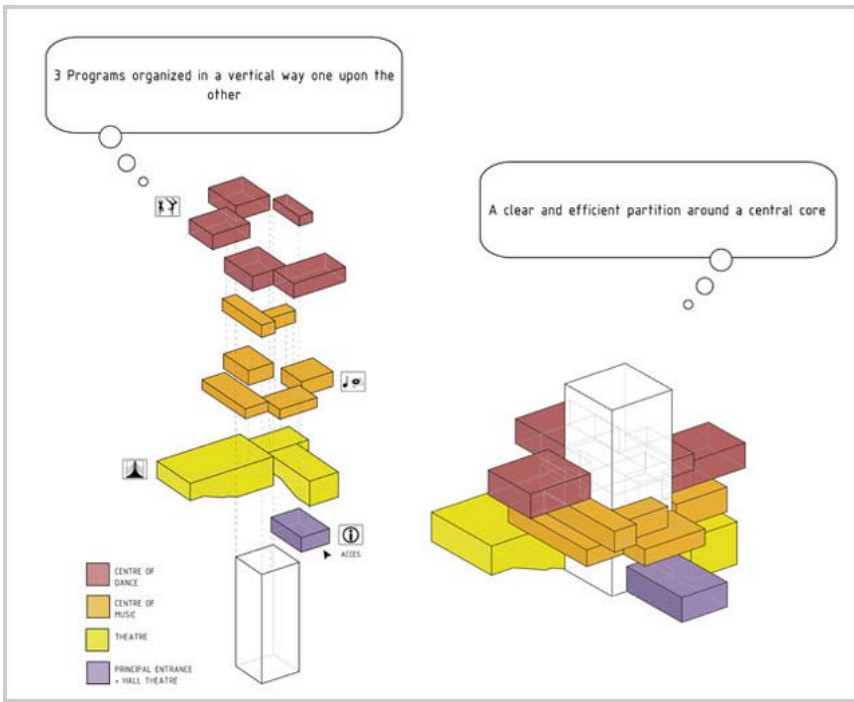 3 Programs organized in a vertical way one upon the
other
A clear and efficient partition around a central core
ACCES
CENTRE OF
DANCE
CENTRE OF
MUSIC
THEATRE
PRINCIPAL ENTRANCE
+ HALL THEATRE